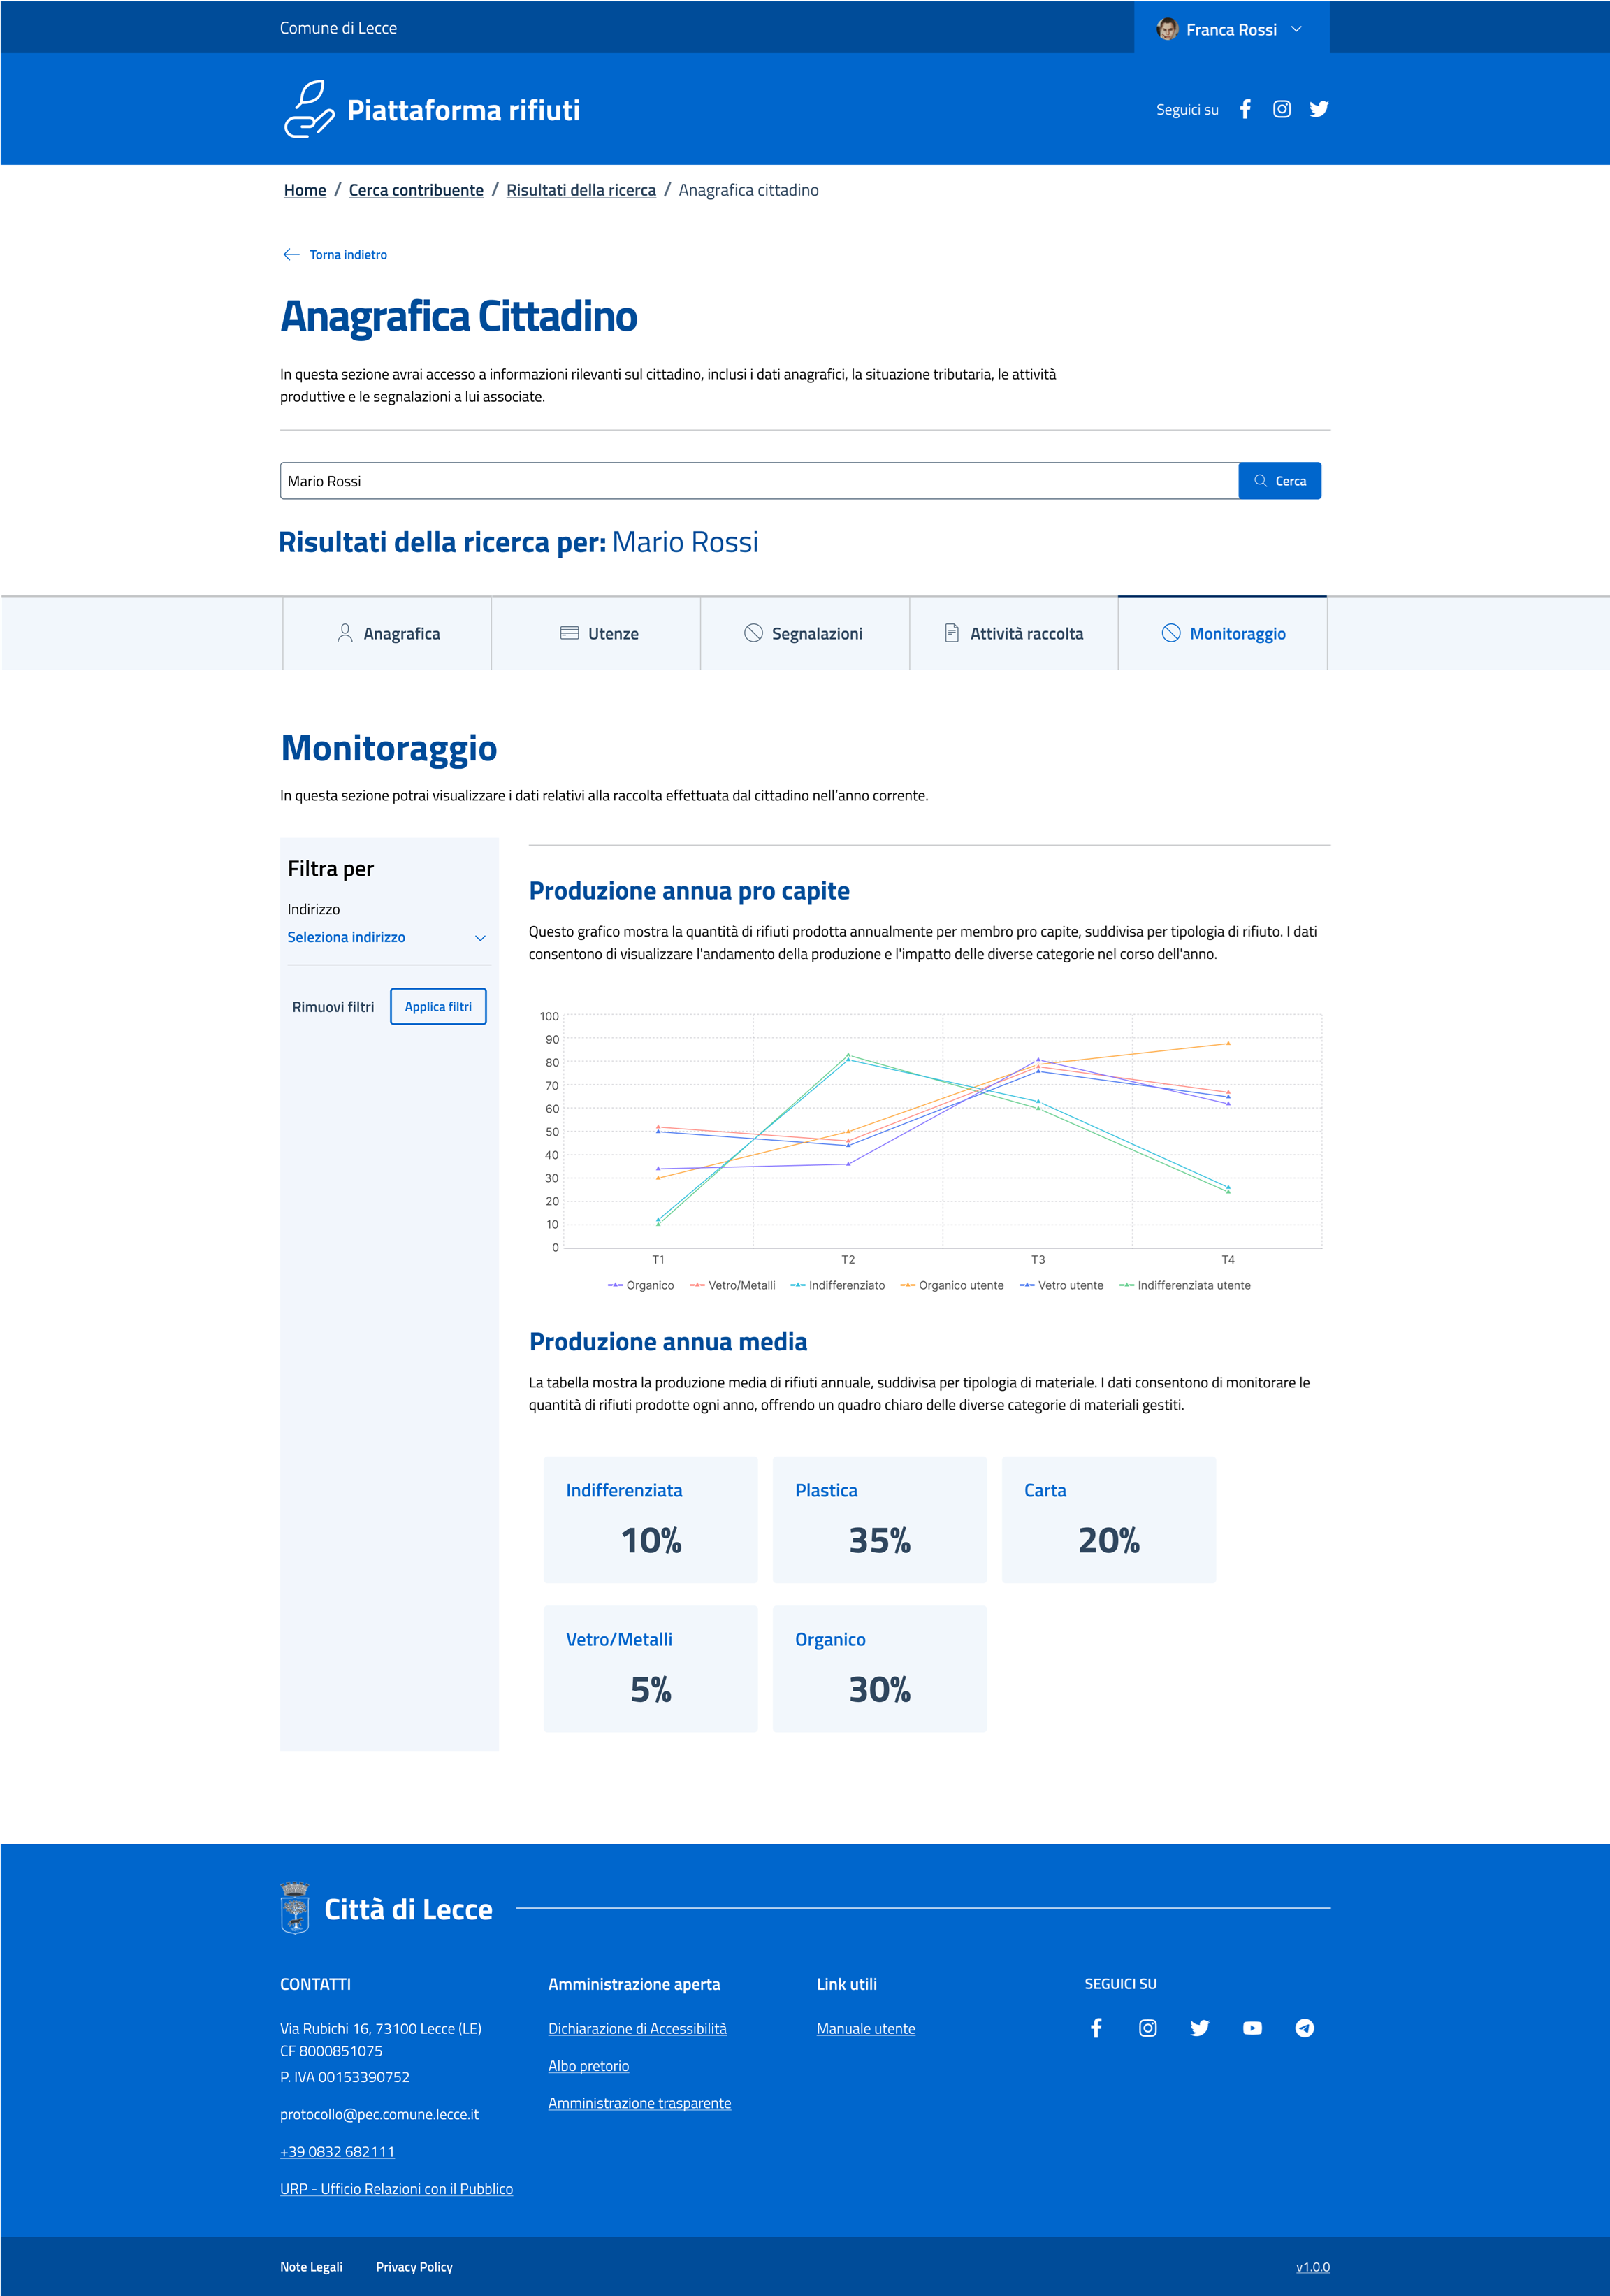 Comune di Lecce
Franca Rossi
Piattaforma rifiuti
Seguici su
Home / Cerca contribuente / Risultati della ricerca / Anagrafica cittadino
Torna indietro
Anagrafica Cittadino
In questa sezione avrai accesso a informazioni rilevanti sul cittadino, inclusi i dati anagrafici, la situazione tributaria, le attività
produttive e le segnalazioni a lui associate.
Mario Rossi
Cerca
Risultati della ricerca per: Mario Rossi
Anagrafica
Utenze
Segnalazioni
Attività raccolta
Monitoraggio
Monitoraggio
In questa sezione potrai visualizzare i dati relativi alla raccolta effettuata dal cittadino nell’anno corrente.
Filtra per
Indirizzo
Seleziona indirizzo
Rimuovi filtri
Applica filtri
Produzione annua pro capite
Questo grafico mostra la quantità di rifiuti prodotta annualmente per membro pro capite, suddivisa per tipologia di rifiuto. I dati
consentono di visualizzare l'andamento della produzione e l'impatto delle diverse categorie nel corso dell'anno.
100
90
80
70
60
50
40
30
20
10
0
T1
T2
T3
T4
Organico
Vetro/Metalli
Indifferenziato
Organico utente
Vetro utente
Indifferenziata utente
Produzione annua media
La tabella mostra la produzione media di rifiuti annuale, suddivisa per tipologia di materiale. I dati consentono di monitorare le
quantità di rifiuti prodotte ogni anno, offrendo un quadro chiaro delle diverse categorie di materiali gestiti.
Indifferenziata
10%
Plastica
35%
Carta
20%
Vetro/Metalli
5%
Organico
30%
Città di Lecce
CONTATTI
Via Rubichi 16, 73100 Lecce (LE)
CF 8000851075
P. IVA 00153390752
protocollo@pec.comune.lecce.it
+39 0832 682111
URP - Ufficio Relazioni con il Pubblico
Amministrazione aperta
Dichiarazione di Accessibilità
Albo pretorio
Amministrazione trasparente
Link utili
Manuale utente
SEGUICI SU
Note Legali
Privacy Policy
v1.0.0